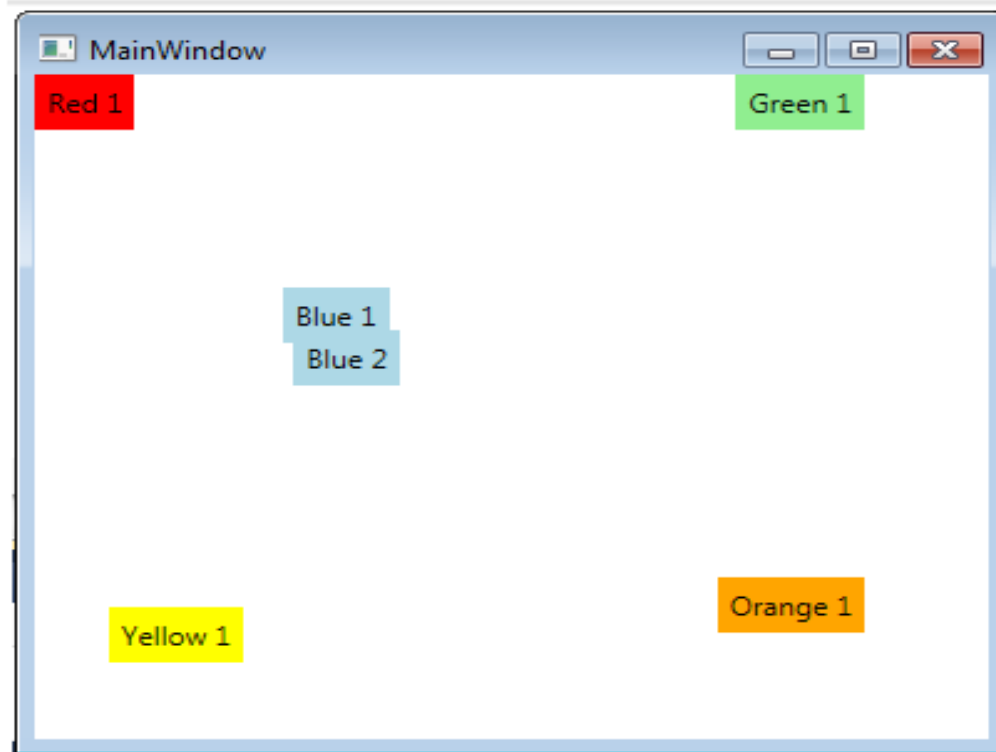 MainWindow
Red 1
Green 1
Blue 1
Blue 2
Orange 1
Yellow 1